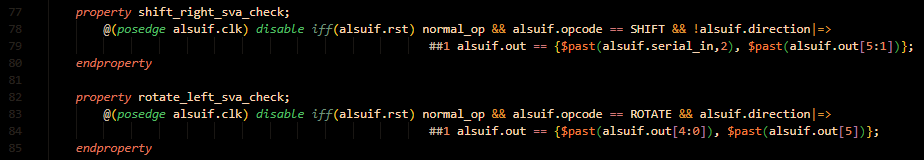 77 property shift_right_sva_check;
78 @(posedge alsuif.clk) disable iff(alsuif.rst) normal_op && alsuif.opcode == SHIFT && !alsuif.direction|=>
79 ##1 alsuif.out == {$past(alsuif.serial_in,2), $past(alsuif.out[5:1])};
80 endproperty
81
82 property rotate_left_sva_check;
83 @(posedge alsuif.clk) disable iff(alsuif.rst) normal_op && alsuif.opcode == ROTATE && alsuif.direction|=>
84 ##1 alsuif.out == {$past(alsuif.out[4:0]), $past(alsuif.out[5])};
85 endproperty